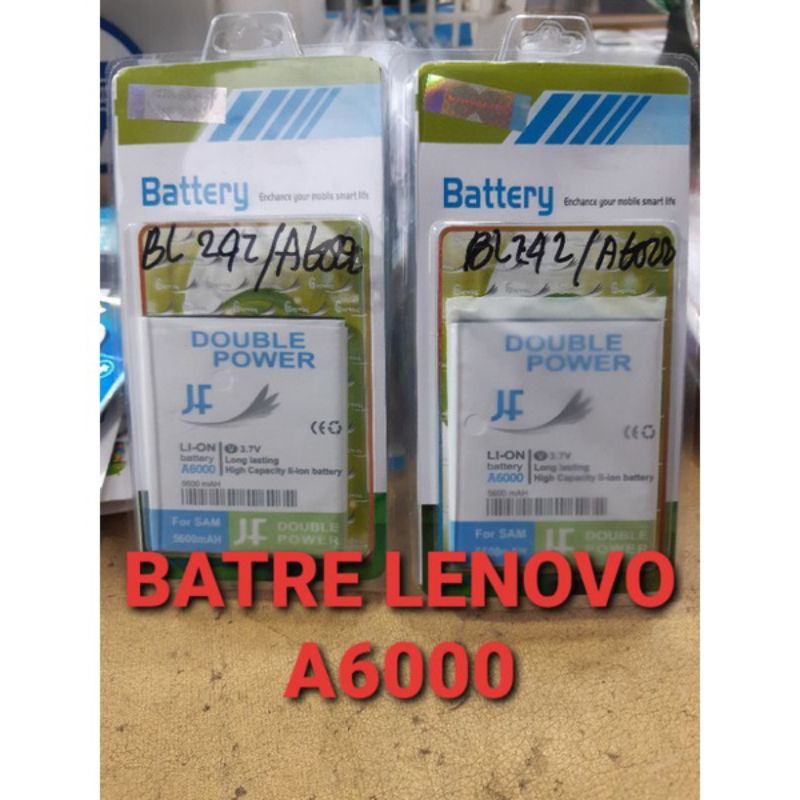 Battery Enchance your mobile smart life
BL 242/A6000
DOUBLE
POWER
JF
LI-ON V 3.7V
battery Long lasting
A6000 High Capacity li-ion battery
5600 mAH
For SAM JF DOUBLE
5600mAH POWER
Battery Enchance your mobile smart life
BL242/A6000
DOUBLE
POWER
JF
LI-ON V 3.7V
battery Long lasting
A6000 High Capacity li-ion battery
5600 mAH
For SAM JF DOUBLE
5600mAH POWER
BATRE LENOVO
A6000